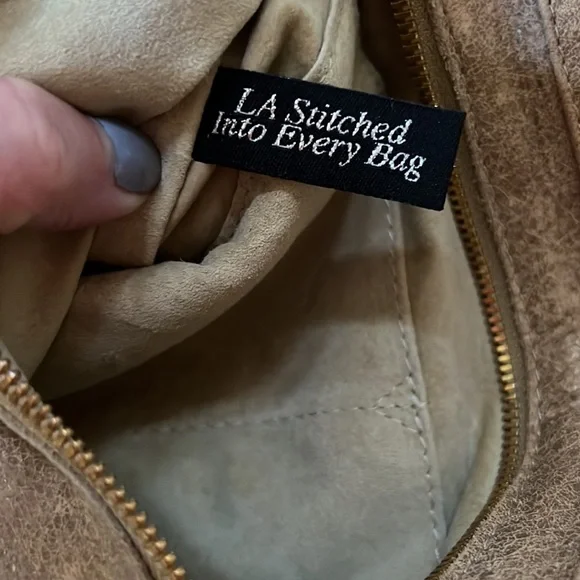 LA Stitched
Into Every Bag